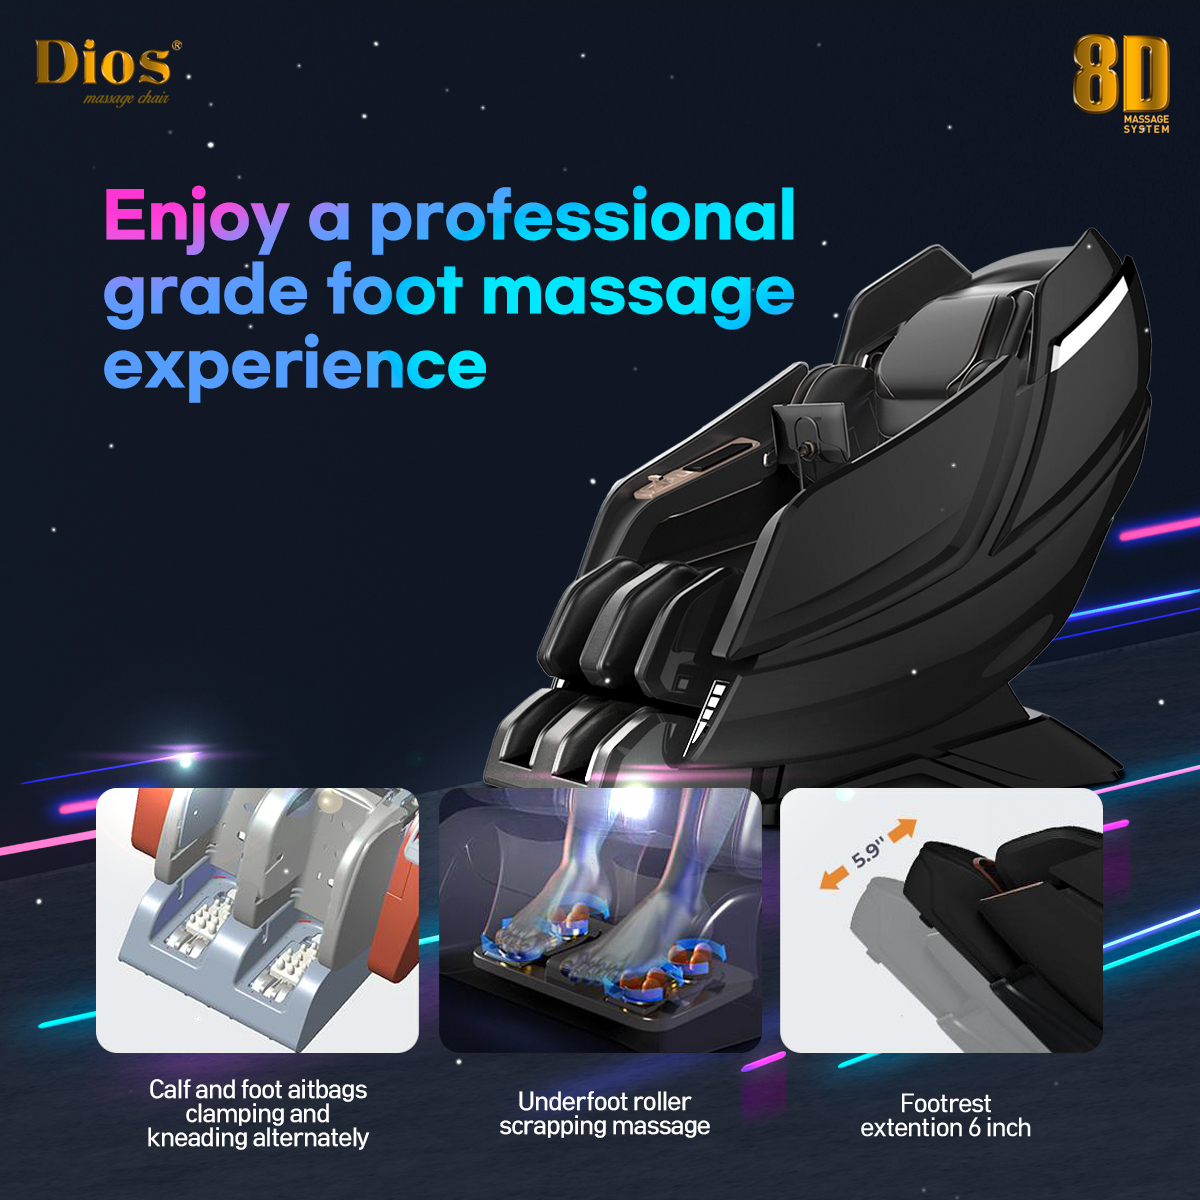 Dios®
massage chair
8D
MASSAGE
SYSTEM
Enjoy a professional
grade foot massage
experience
5.9"
Calf and foot aitbags
clamping and
kneading alternately
Underfoot roller
scrapping massage
Footrest
extention 6 inch